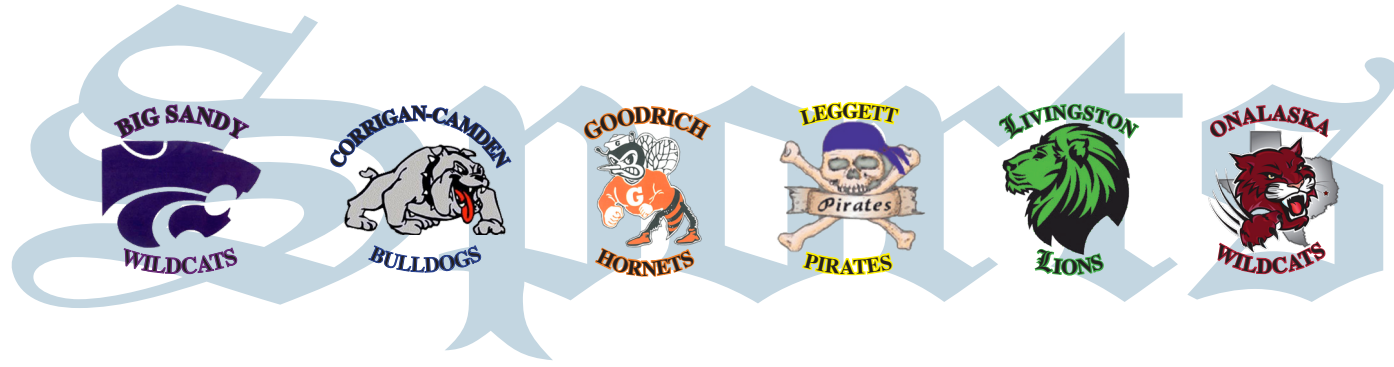 Sports
BIG SANDY
WILDCATS
CORRIGAN-CAMDEN
BULLDOGS
GOODRICH
G
HORNETS
LEGGETT
Pirates
PIRATES
LIVINGSTON
LIONS
ONALASKA
WILDCATS